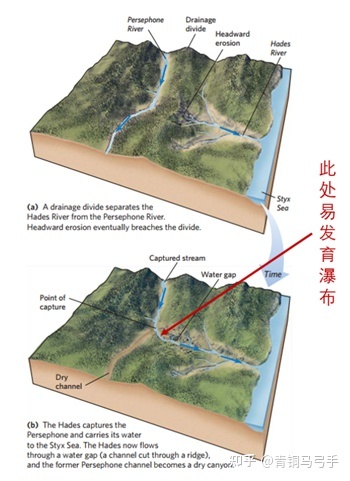 Persephone
River
Drainage
divide
Headward
erosion
Hades
River
Styx
Sea
(a) A drainage divide separates the
Hades River from the Persephone River.
Headward erosion eventually breaches the divide.
此处易发育瀑布
Time
Captured stream
Water gap
Point of
capture
Dry
channel
(b) The Hades captures the
Persephone and carries its water
to the Styx Sea. The Hades now flows
through a water gap (a channel cut through a ridge),
and the former Persephone channel becomes a dry canyon.
知乎 @青铜马弓手